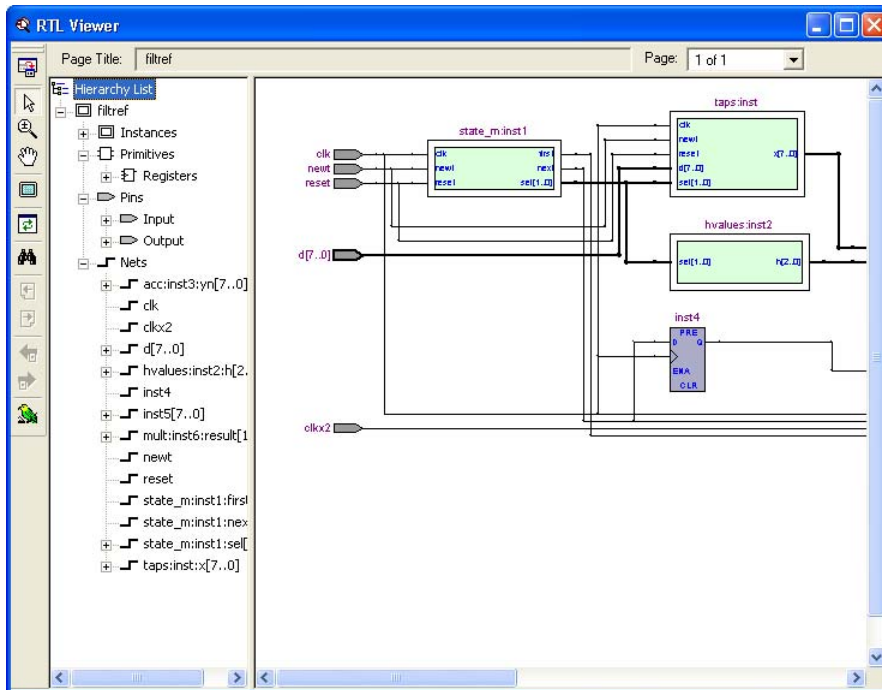 RTL Viewer
Page Title: filtref Page: 1 of 1
Hierarchy List
filtref
Instances
Primitives
Registers
Pins
Input
Output
Nets
acc:inst3:yn[7..0]
clk
clkx2
d[7..0]
hvalues:inst2:h[2.
inst4
inst5[7..0]
mult:inst6:result[1
newt
reset
state_m:inst1:first
state_m:inst1:nex
state_m:inst1:sel[
taps:inst:x[7..0]
clk
newt
reset
d[7..0]
clkx2
state_m:inst1
clk first
newt next
reset sel[1..0]
taps:inst
clk
newt
reset x[7..0]
d[7..0]
sel[1..0]
hvalues:inst2
sel[1..0] h[2..0]
inst4
PRE
D Q
ENA
CLR